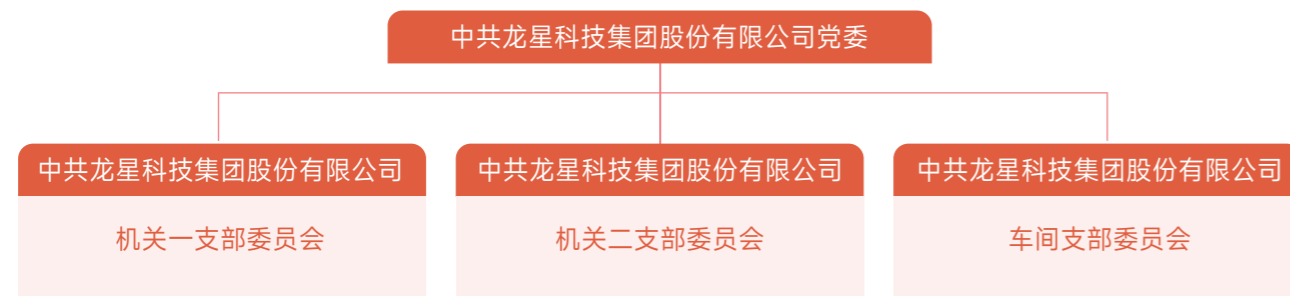 中共龙星科技集团股份有限公司党委
中共龙星科技集团股份有限公司
机关一支部委员会
中共龙星科技集团股份有限公司
机关二支部委员会
中共龙星科技集团股份有限公司
车间支部委员会